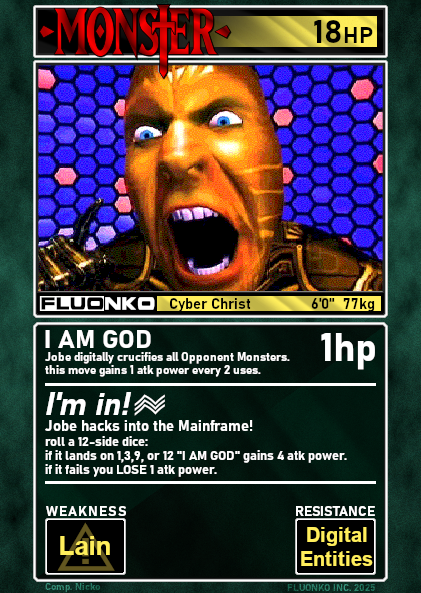 MONSTER 18HP
FLUONKO Cyber Christ 6'0" 77kg
I AM GOD 1hp
Jobe digitally crucifies all Opponent Monsters.
this move gains 1 atk power every 2 uses.
I'm in!
Jobe hacks into the Mainframe!
roll a 12-side dice:
if it lands on 1,3,9, or 12 "I AM GOD" gains 4 atk power.
if it fails you LOSE 1 atk power.
WEAKNESS RESISTANCE
Lain Digital
Entities
Comp. Nicko FLUONKO INC. 2025